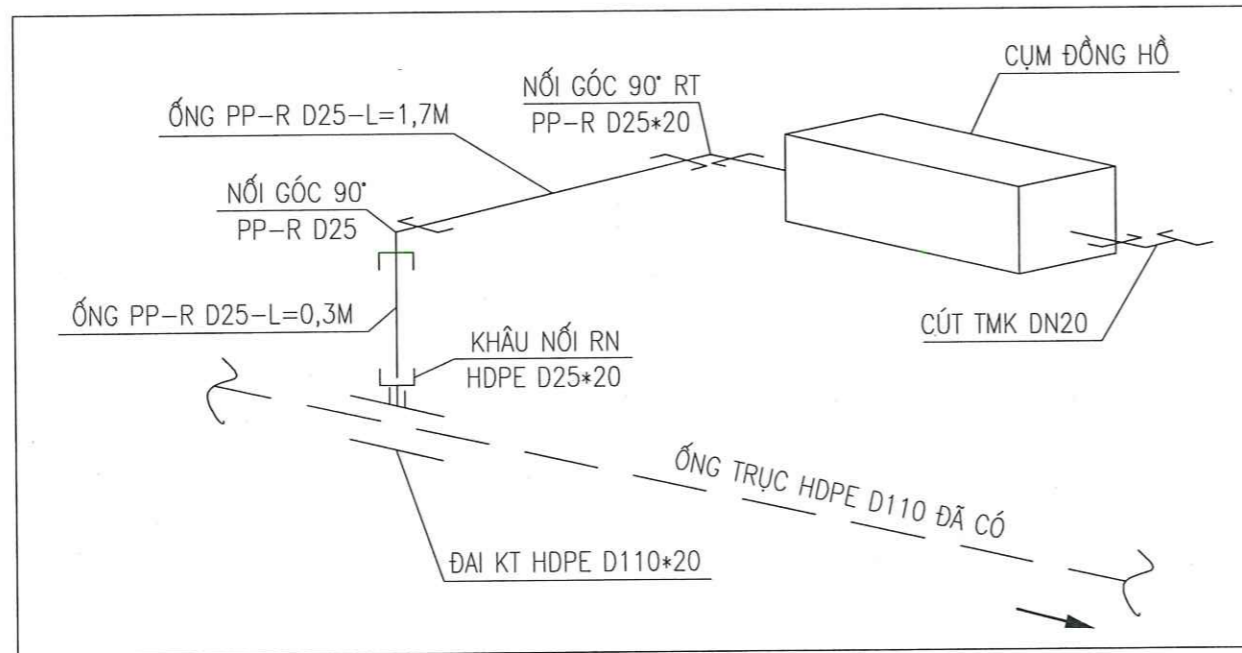 CỤM ĐỒNG HỒ
NỐI GÓC 90° RT
PP-R D25*20
ỐNG PP-R D25-L=1,7M
NỐI GÓC 90°
PP-R D25
ỐNG PP-R D25-L=0,3M
CÚT TMK DN20
KHÂU NỐI RN
HDPE D25*20
ỐNG TRỤC HDPE D110 ĐÃ CÓ
ĐAI KT HDPE D110*20